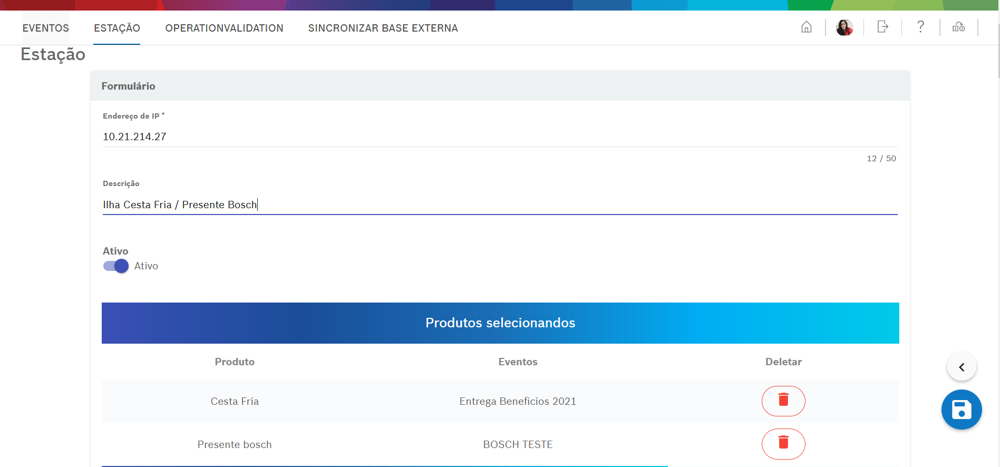 EVENTOS ESTAÇÃO OPERATIONVALIDATION SINCRONIZAR BASE EXTERNA
Estação
Formulário
Endereço de IP *
10.21.214.27
12 / 50
Descrição
Ilha Cesta Fria / Presente Bosch
Ativo
Ativo
Produtos selecionandos
Produto Eventos Deletar
Cesta Fria Entrega Beneficios 2021
Presente bosch BOSCH TESTE